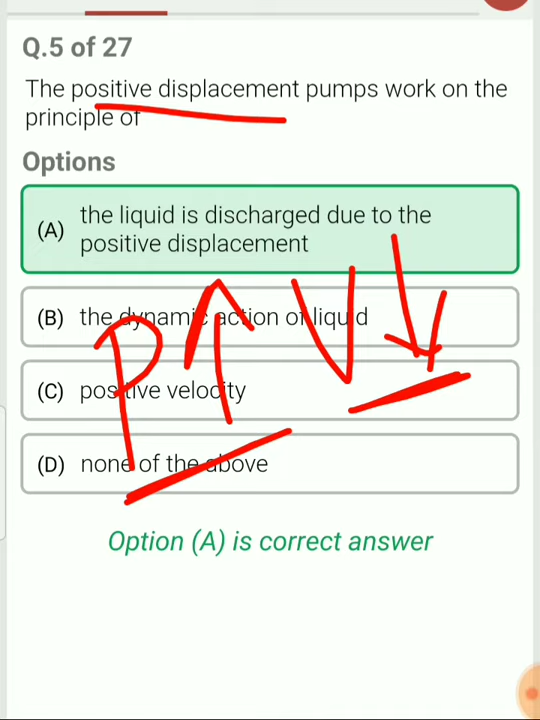 Q.5 of 27
The positive displacement pumps work on the
principle of
Options
(A) the liquid is discharged due to the
positive displacement
(B) the dynamic action of liquid
(C) positive velocity
(D) none of the above
P↑ V↓
Option (A) is correct answer